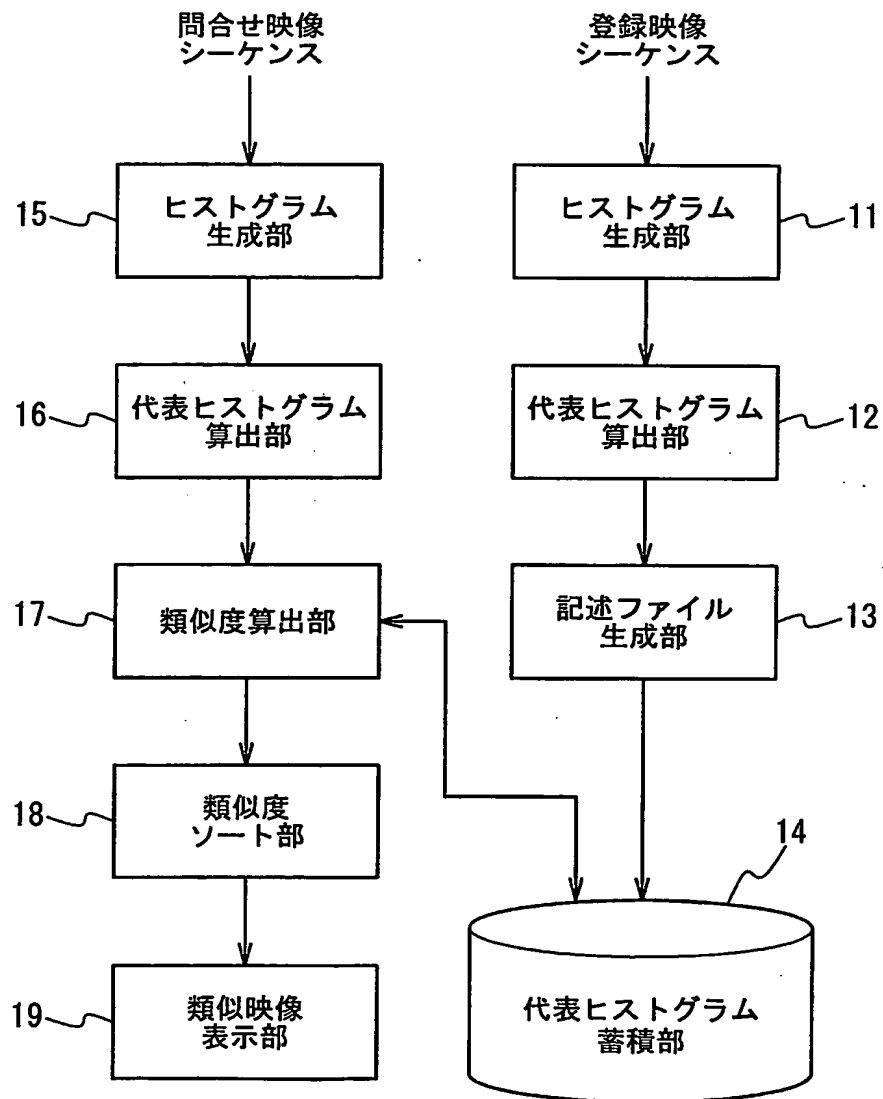 問合せ映像
シーケンス
登録映像
シーケンス
15
ヒストグラム
生成部
ヒストグラム
生成部
11
16
代表ヒストグラム
算出部
代表ヒストグラム
算出部
12
17
類似度算出部
記述ファイル
生成部
13
18
類似度
ソート部
14
19
類似映像
表示部
代表ヒストグラム
蓄積部